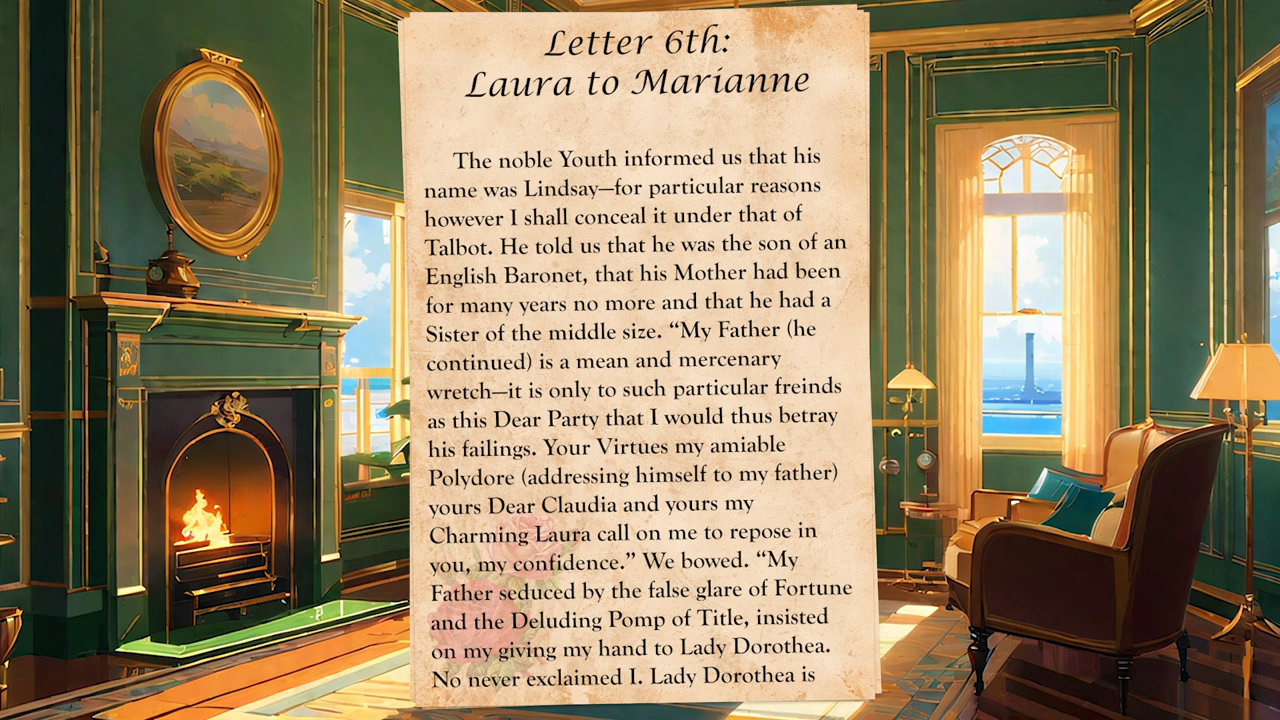 Letter 6th:
Laura to Marianne
The noble Youth informed us that his
name was Lindsay—for particular reasons
however I shall conceal it under that of
Talbot. He told us that he was the son of an
English Baronet, that his Mother had been
for many years no more and that he had a
Sister of the middle size. “My Father (he
continued) is a mean and mercenary
wretch—it is only to such particular freinds
as this Dear Party that I would thus betray
his failings. Your Virtues my amiable
Polydore (addressing himself to my father)
yours Dear Claudia and yours my
Charming Laura call on me to repose in
you, my confidence.” We bowed. “My
Father seduced by the false glare of Fortune
and the Deluding Pomp of Title, insisted
on my giving my hand to Lady Dorothea.
No never exclaimed I. Lady Dorothea is